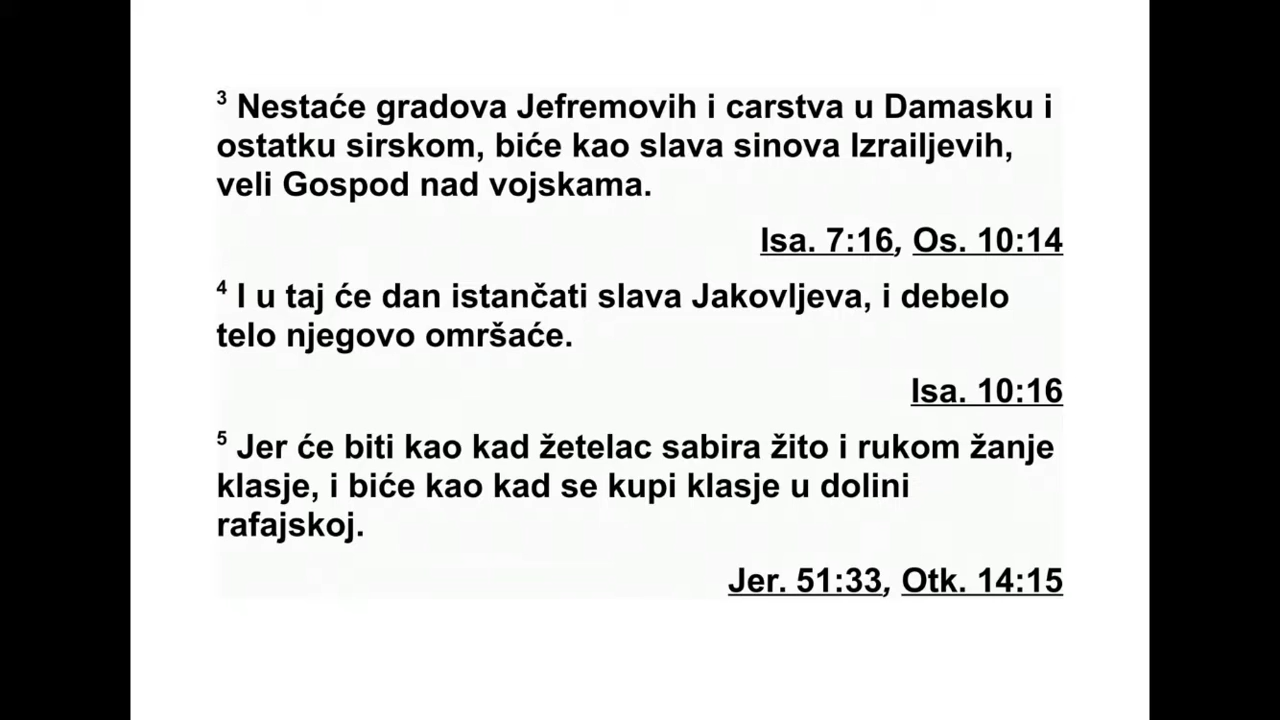 3 Nestaće gradova Jefremovih i carstva u Damasku i
ostatku sirskom, biće kao slava sinova Izrailjevih,
veli Gospod nad vojskama.
Isa. 7:16, Os. 10:14
4 I u taj će dan istančati slava Jakovljeva, i debelo
telo njegovo omršaće.
Isa. 10:16
5 Jer će biti kao kad žetelac sabira žito i rukom žanje
klasje, i biće kao kad se kupi klasje u dolini
rafajskoj.
Jer. 51:33, Otk. 14:15